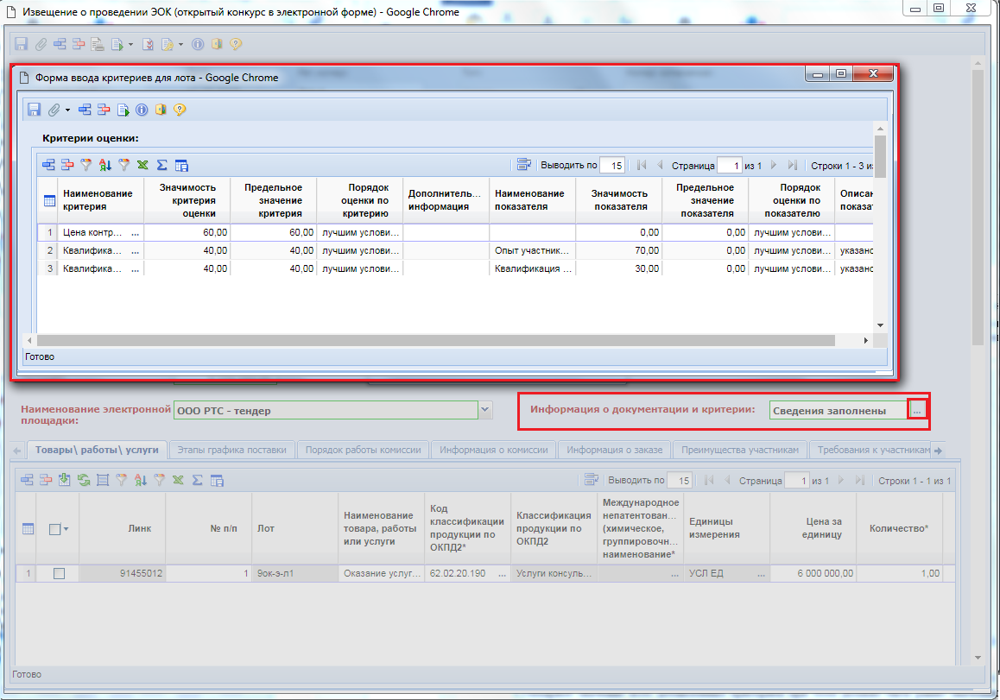 Извещение о проведении ЭОК (открытый конкурс в электронной форме) - Google Chrome
Форма ввода критериев для лота - Google Chrome
Критерии оценки:
Выводить по 15 Страница 1 из 1 Строки 1 - 3 из
Наименование критерия Значимость критерия оценки Предельное значение критерия Порядок оценки по критерию Дополнитель... информация Наименование показателя Значимость показателя Предельное значение показателя Порядок оценки по показателю Описан показат
1 Цена контр... ... 60,00 60,00 лучшим услови... 0,00 0,00 лучшим услови...
2 Квалифика... ... 40,00 40,00 лучшим услови... Опыт участник... 70,00 0,00 лучшим услови... указано
3 Квалифика... ... 40,00 40,00 лучшим услови... Квалификация ... 30,00 0,00 лучшим услови... указано
Готово
Наименование электронной площадки: ООО РТС - тендер Информация о документации и критерии: Сведения заполнены ...
Товары\ работы\ услуги Этапы графика поставки Порядок работы комиссии Информация о комиссии Информация о заказе Преимущества участникам Требования к участникам
Выводить по 15 Страница 1 из 1 Строки 1 - 1 из 1
Линк № п/п Лот Наименование товара, работы или услуги Код классификации продукции по ОКПД2* Классификация продукции по ОКПД2 Международное непатентован... (химическое, группировочн... наименование* Единицы измерения Цена за единицу Количество*
1 91455012 1 9ок-э-л1 Оказание услуг... 62.02.20.190 ... Услуги консуль... ... УСЛ ЕД ... 6 000 000,00 1,00
Готово